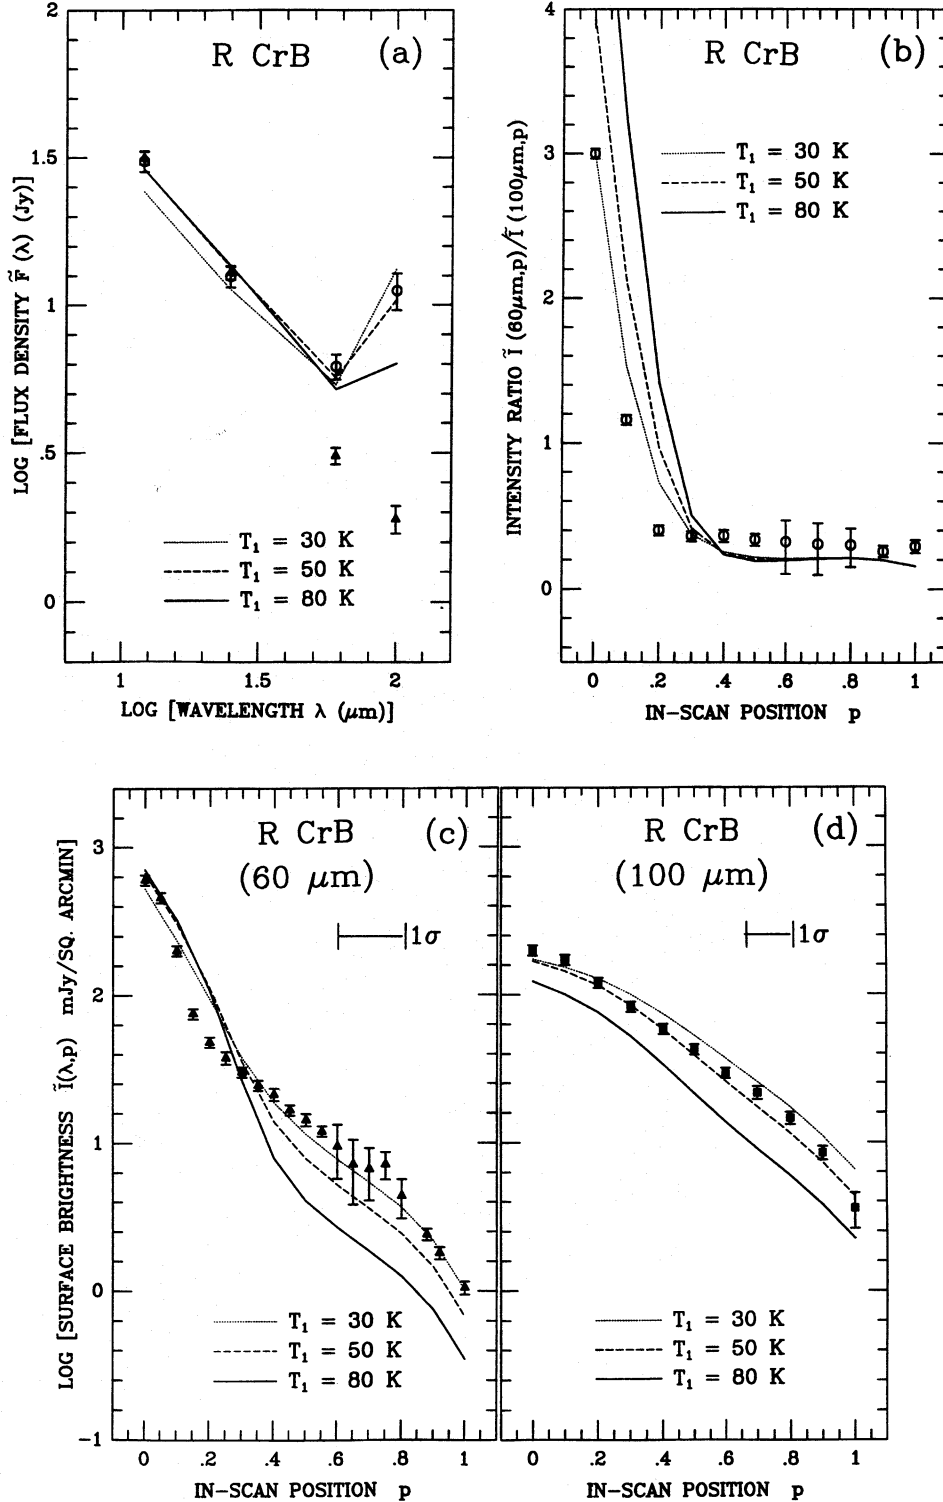 R CrB (a)
2
1.5
1
.5
0
LOG [FLUX DENSITY F̃ (λ) (Jy)]
T₁ = 30 K
T₁ = 50 K
T₁ = 80 K
1 1.5 2
LOG [WAVELENGTH λ (μm)]
R CrB (b)
4
3
2
1
0
INTENSITY RATIO Ĩ (60μm,p)/Ĩ (100μm,p)
T₁ = 30 K
T₁ = 50 K
T₁ = 80 K
0 .2 .4 .6 .8 1
IN-SCAN POSITION p
R CrB (c)
(60 μm)
1σ
3
2
1
0
-1
LOG [SURFACE BRIGHTNESS Ĩ(λ,p) mJy/SQ. ARCMIN]
T₁ = 30 K
T₁ = 50 K
T₁ = 80 K
0 0.2 .4 .6 .8 1
IN-SCAN POSITION p
R CrB (d)
(100 μm)
1σ
T₁ = 30 K
T₁ = 50 K
T₁ = 80 K
0 .2 .4 .6 .8 1
IN-SCAN POSITION p